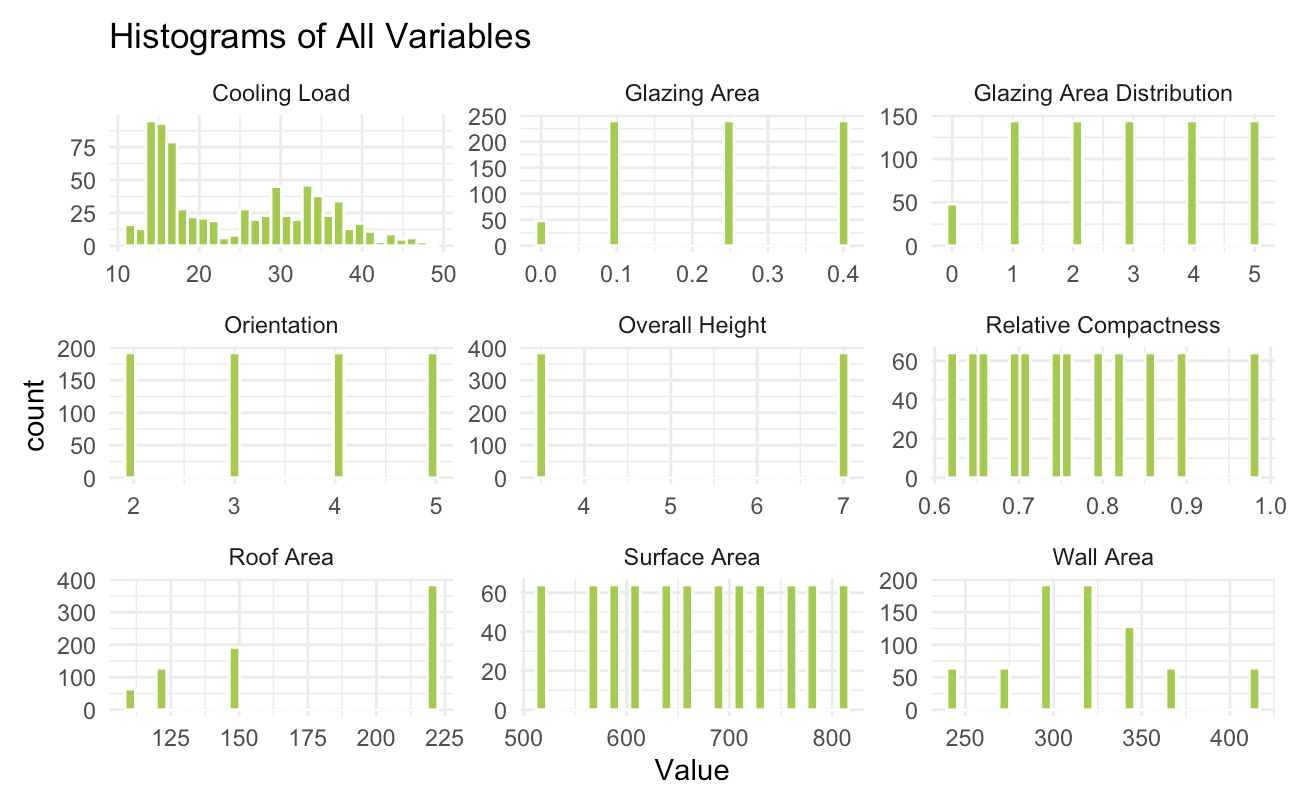 Histograms of All Variables
Cooling Load Glazing Area Glazing Area Distribution
75
50
25
0
10 20 30 40 50
250
200
150
100
50
0
0.0 0.1 0.2 0.3 0.4
150
100
50
0
0 1 2 3 4 5
count
Orientation Overall Height Relative Compactness
200
150
100
50
0
2 3 4 5
400
300
200
100
0
4 5 6 7
60
40
20
0
0.6 0.7 0.8 0.9 1.0
Roof Area Surface Area Wall Area
400
300
200
100
0
125 150 175 200 225
60
40
20
0
500 600 700 800
200
150
100
50
0
250 300 350 400
Value